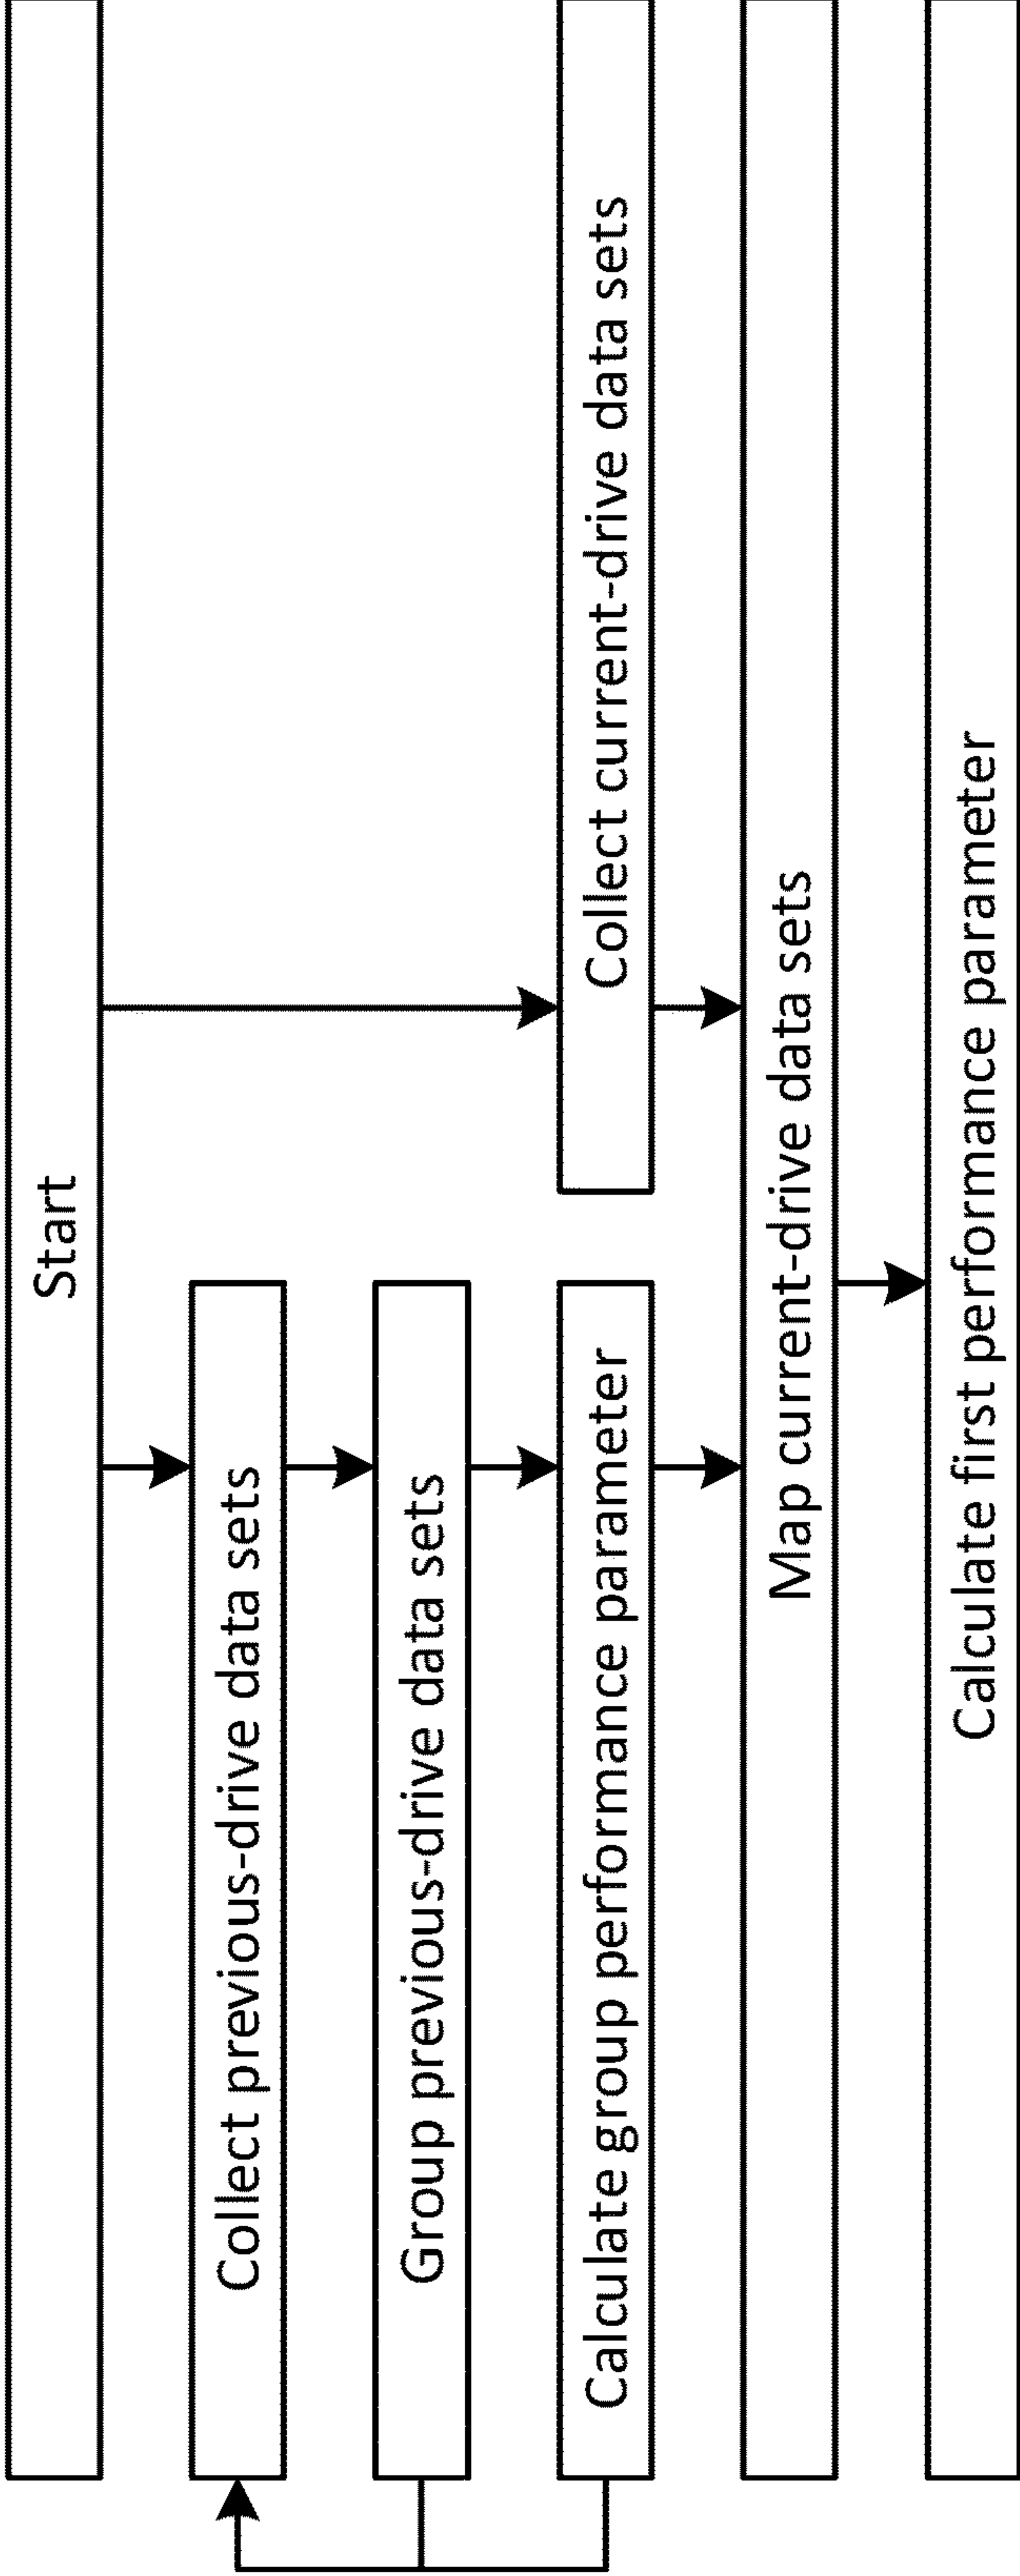 Start
Collect previous-drive data sets
Group previous-drive data sets
Calculate group performance parameter
Collect current-drive data sets
Map current-drive data sets
Calculate first performance parameter